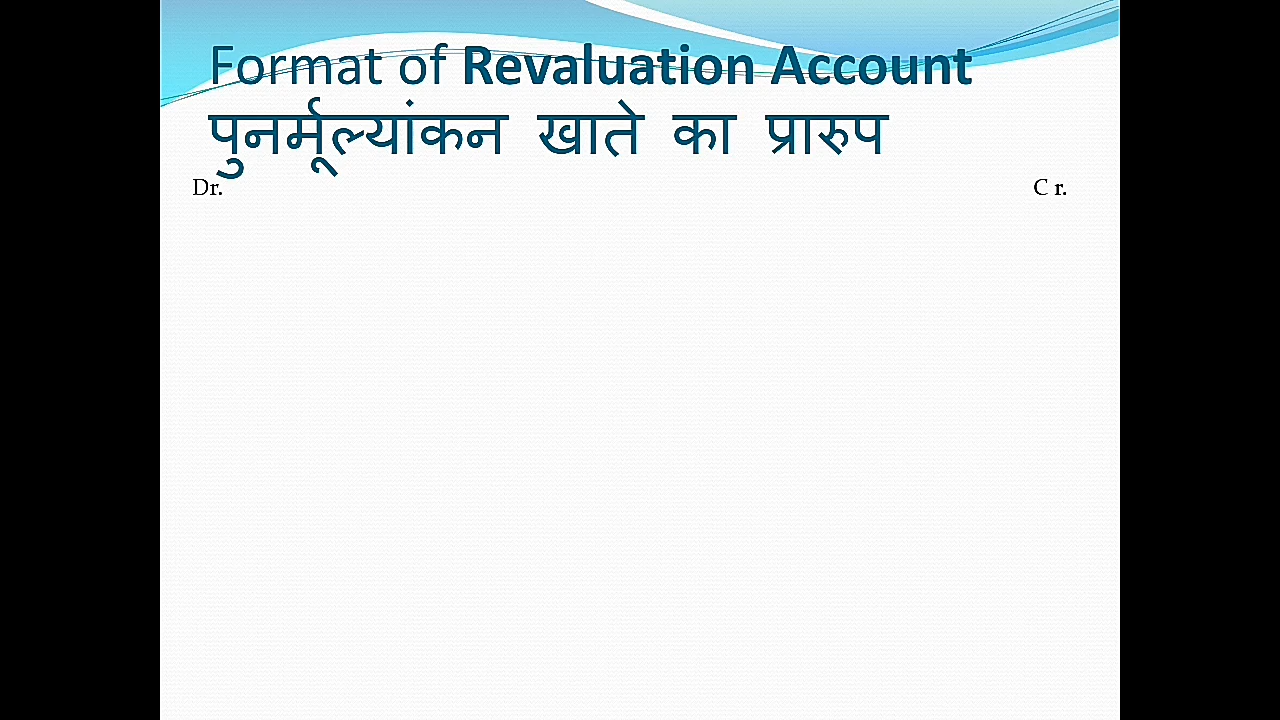 Format of Revaluation Account
पुनर्मूल्यांकन खाते का प्रारुप
Dr. C r.